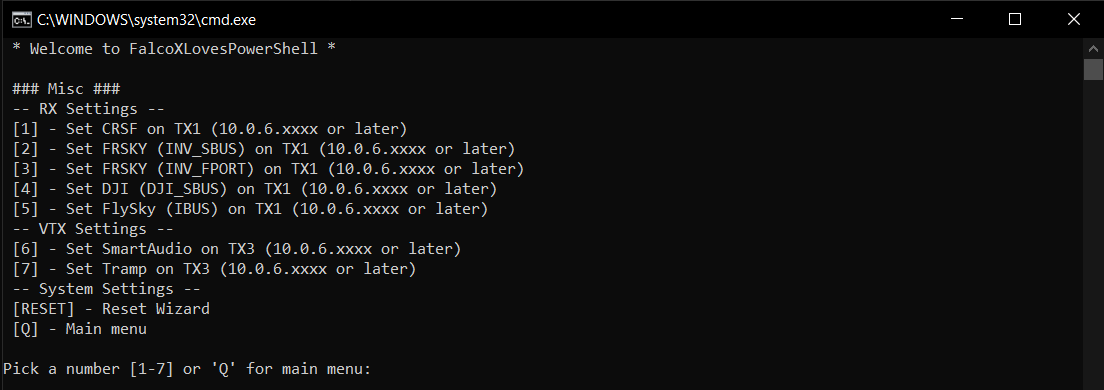 C:\WINDOWS\system32\cmd.exe
* Welcome to FalcoXLovesPowerShell *
### Misc ###
-- RX Settings --
[1] - Set CRSF on TX1 (10.0.6.xxxx or later)
[2] - Set FRSKY (INV_SBUS) on TX1 (10.0.6.xxxx or later)
[3] - Set FRSKY (INV_FPORT) on TX1 (10.0.6.xxxx or later)
[4] - Set DJI (DJI_SBUS) on TX1 (10.0.6.xxxx or later)
[5] - Set FlySky (IBUS) on TX1 (10.0.6.xxxx or later)
-- VTX Settings --
[6] - Set SmartAudio on TX3 (10.0.6.xxxx or later)
[7] - Set Tramp on TX3 (10.0.6.xxxx or later)
-- System Settings --
[RESET] - Reset Wizard
[Q] - Main menu
Pick a number [1-7] or 'Q' for main menu: